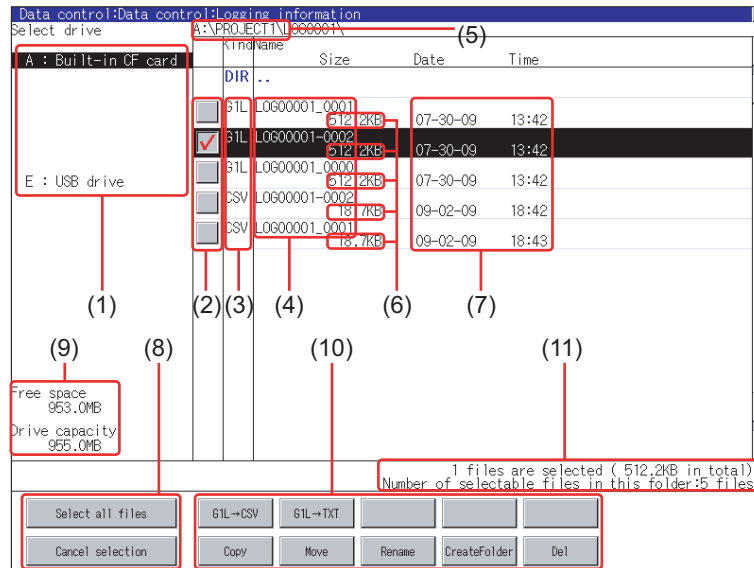 Data control:Data control:Logging information
Select drive A:\PROJECT1\LOG0001\
(5)
Kind Name
Size Date Time
A : Built-in CF card
DIR ..
G1L LOG00001_0001
512.2KB 07-30-09 13:42
G1L LOG00001-0002
512.2KB 07-30-09 13:42
G1L LOG00001_0000
E : USB drive 512.2KB 07-30-09 13:42
CSV LOG00001-0002
18.7KB 09-02-09 18:42
CSV LOG00001_0001
18.7KB 09-02-09 18:43
(1) (2) (3) (4) (6) (7)
(9) (8) (10) (11)
Free space
953.0MB
Drive capacity
955.0MB
1 files are selected ( 512.2KB in total)
Number of selectable files in this folder:5 files
Select all files G1L→CSV G1L→TXT
Cancel selection Copy Move Rename CreateFolder Del